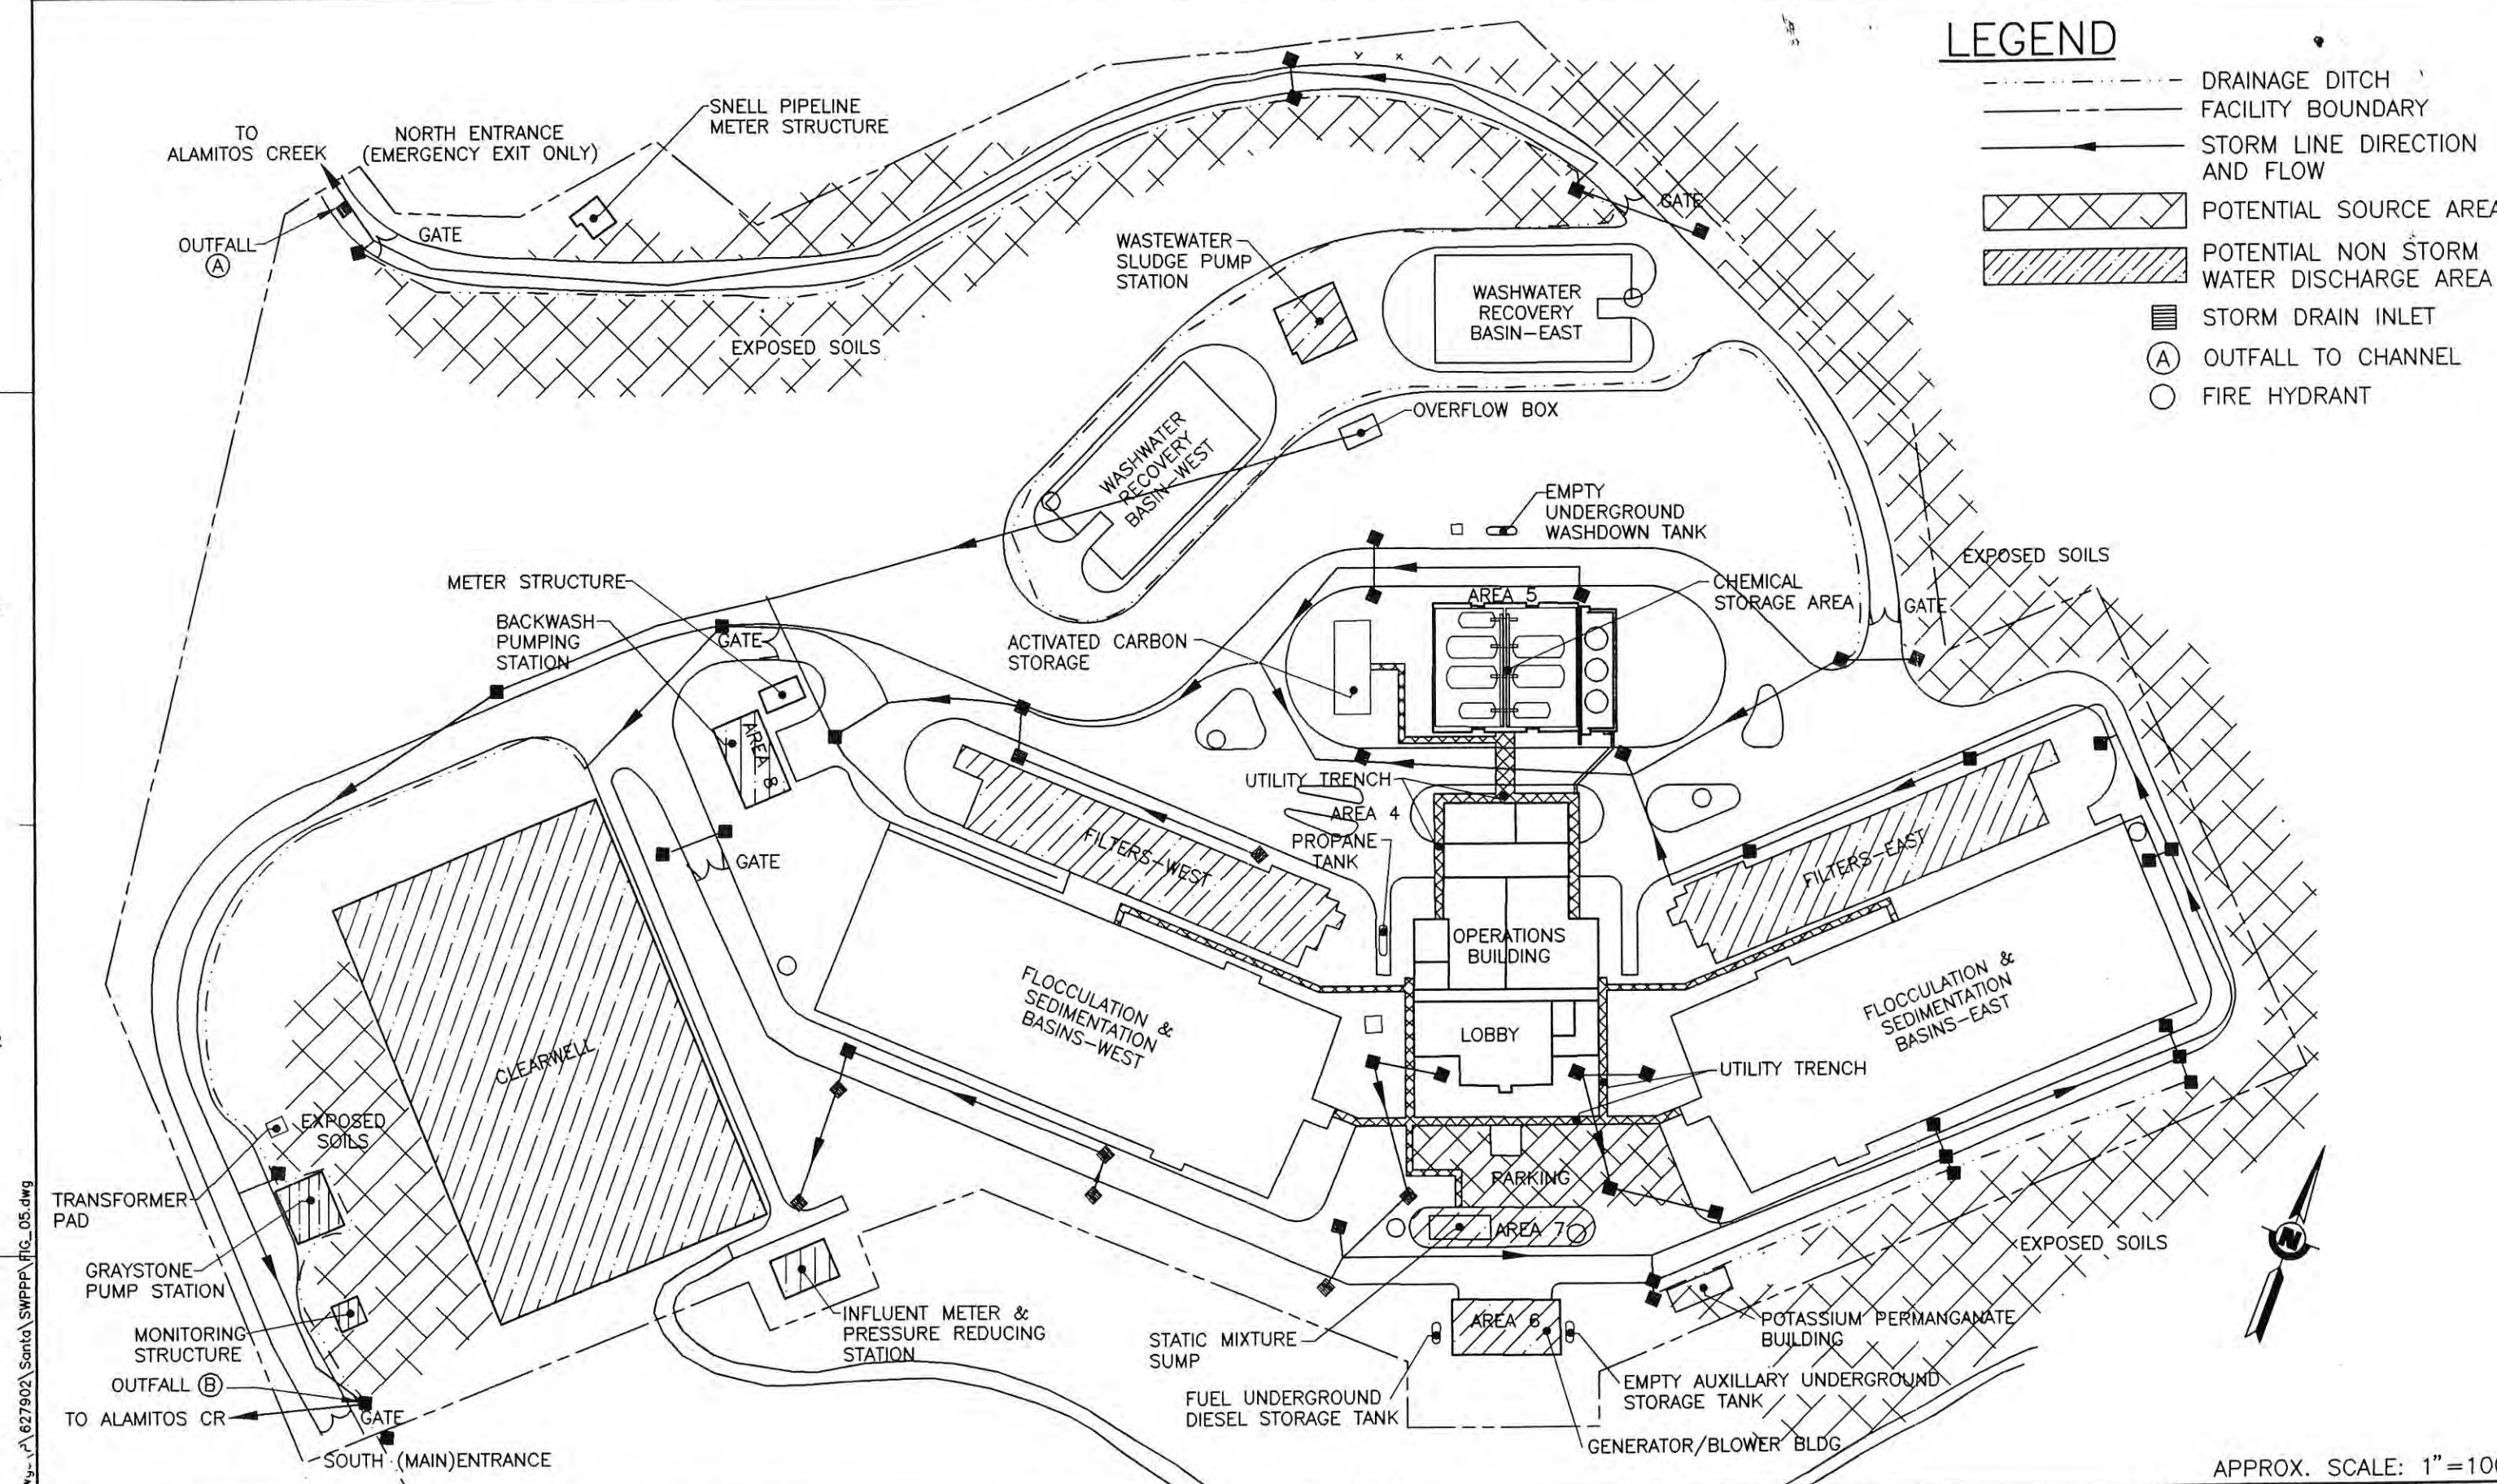 LEGEND
DRAINAGE DITCH
FACILITY BOUNDARY
STORM LINE DIRECTION
AND FLOW
POTENTIAL SOURCE AREA
POTENTIAL NON STORM
WATER DISCHARGE AREA
STORM DRAIN INLET
A OUTFALL TO CHANNEL
FIRE HYDRANT
TO
ALAMITOS CREEK
NORTH ENTRANCE
(EMERGENCY EXIT ONLY)
SNELL PIPELINE
METER STRUCTURE
OUTFALL
A
GATE
GATE
EXPOSED SOILS
WASTEWATER
SLUDGE PUMP
STATION
WASHWATER
RECOVERY
BASIN-EAST
WASHWATER
RECOVERY
BASIN-WEST
OVERFLOW BOX
EMPTY
UNDERGROUND
WASHDOWN TANK
EXPOSED SOILS
METER STRUCTURE
BACKWASH
PUMPING
STATION
GATE
AREA 8
ACTIVATED CARBON
STORAGE
AREA 5
CHEMICAL
STORAGE AREA
GATE
UTILITY TRENCH
AREA 4
PROPANE
TANK
GATE
FILTERS-WEST
FILTERS-EAST
OPERATIONS
BUILDING
LOBBY
FLOCCULATION &
SEDIMENTATION
BASINS-WEST
FLOCCULATION &
SEDIMENTATION
BASINS-EAST
CLEARWELL
UTILITY TRENCH
EXPOSED
SOILS
TRANSFORMER
PAD
PARKING
AREA 7
GRAYSTONE
PUMP STATION
EXPOSED SOILS
N
MONITORING
STRUCTURE
INFLUENT METER &
PRESSURE REDUCING
STATION
STATIC MIXTURE
SUMP
AREA 6
POTASSIUM PERMANGANATE
BUILDING
OUTFALL B
TO ALAMITOS CR
GATE
FUEL UNDERGROUND
DIESEL STORAGE TANK
EMPTY AUXILLARY UNDERGROUND
STORAGE TANK
GENERATOR/BLOWER BLDG
SOUTH (MAIN)ENTRANCE
APPROX. SCALE: 1"=10
\627902\Santa\SWPPP\FIG_05.dwg